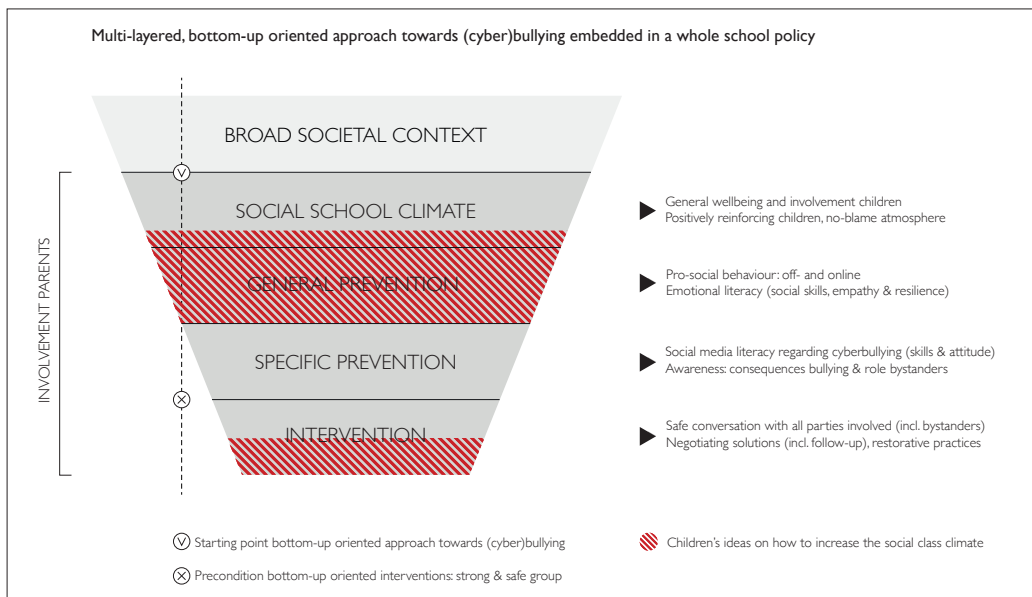 Multi-layered, bottom-up oriented approach towards (cyber)bullying embedded in a whole school policy
BROAD SOCIETAL CONTEXT
V
SOCIAL SCHOOL CLIMATE
General wellbeing and involvement children
Positively reinforcing children, no-blame atmosphere
INVOLVEMENT PARENTS
GENERAL PREVENTION
Pro-social behaviour: off- and online
Emotional literacy (social skills, empathy & resilience)
SPECIFIC PREVENTION
Social media literacy regarding cyberbullying (skills & attitude)
Awareness: consequences bullying & role bystanders
X
INTERVENTION
Safe conversation with all parties involved (incl. bystanders)
Negotiating solutions (incl. follow-up), restorative practices
V Starting point bottom-up oriented approach towards (cyber)bullying
Children's ideas on how to increase the social class climate
X Precondition bottom-up oriented interventions: strong & safe group